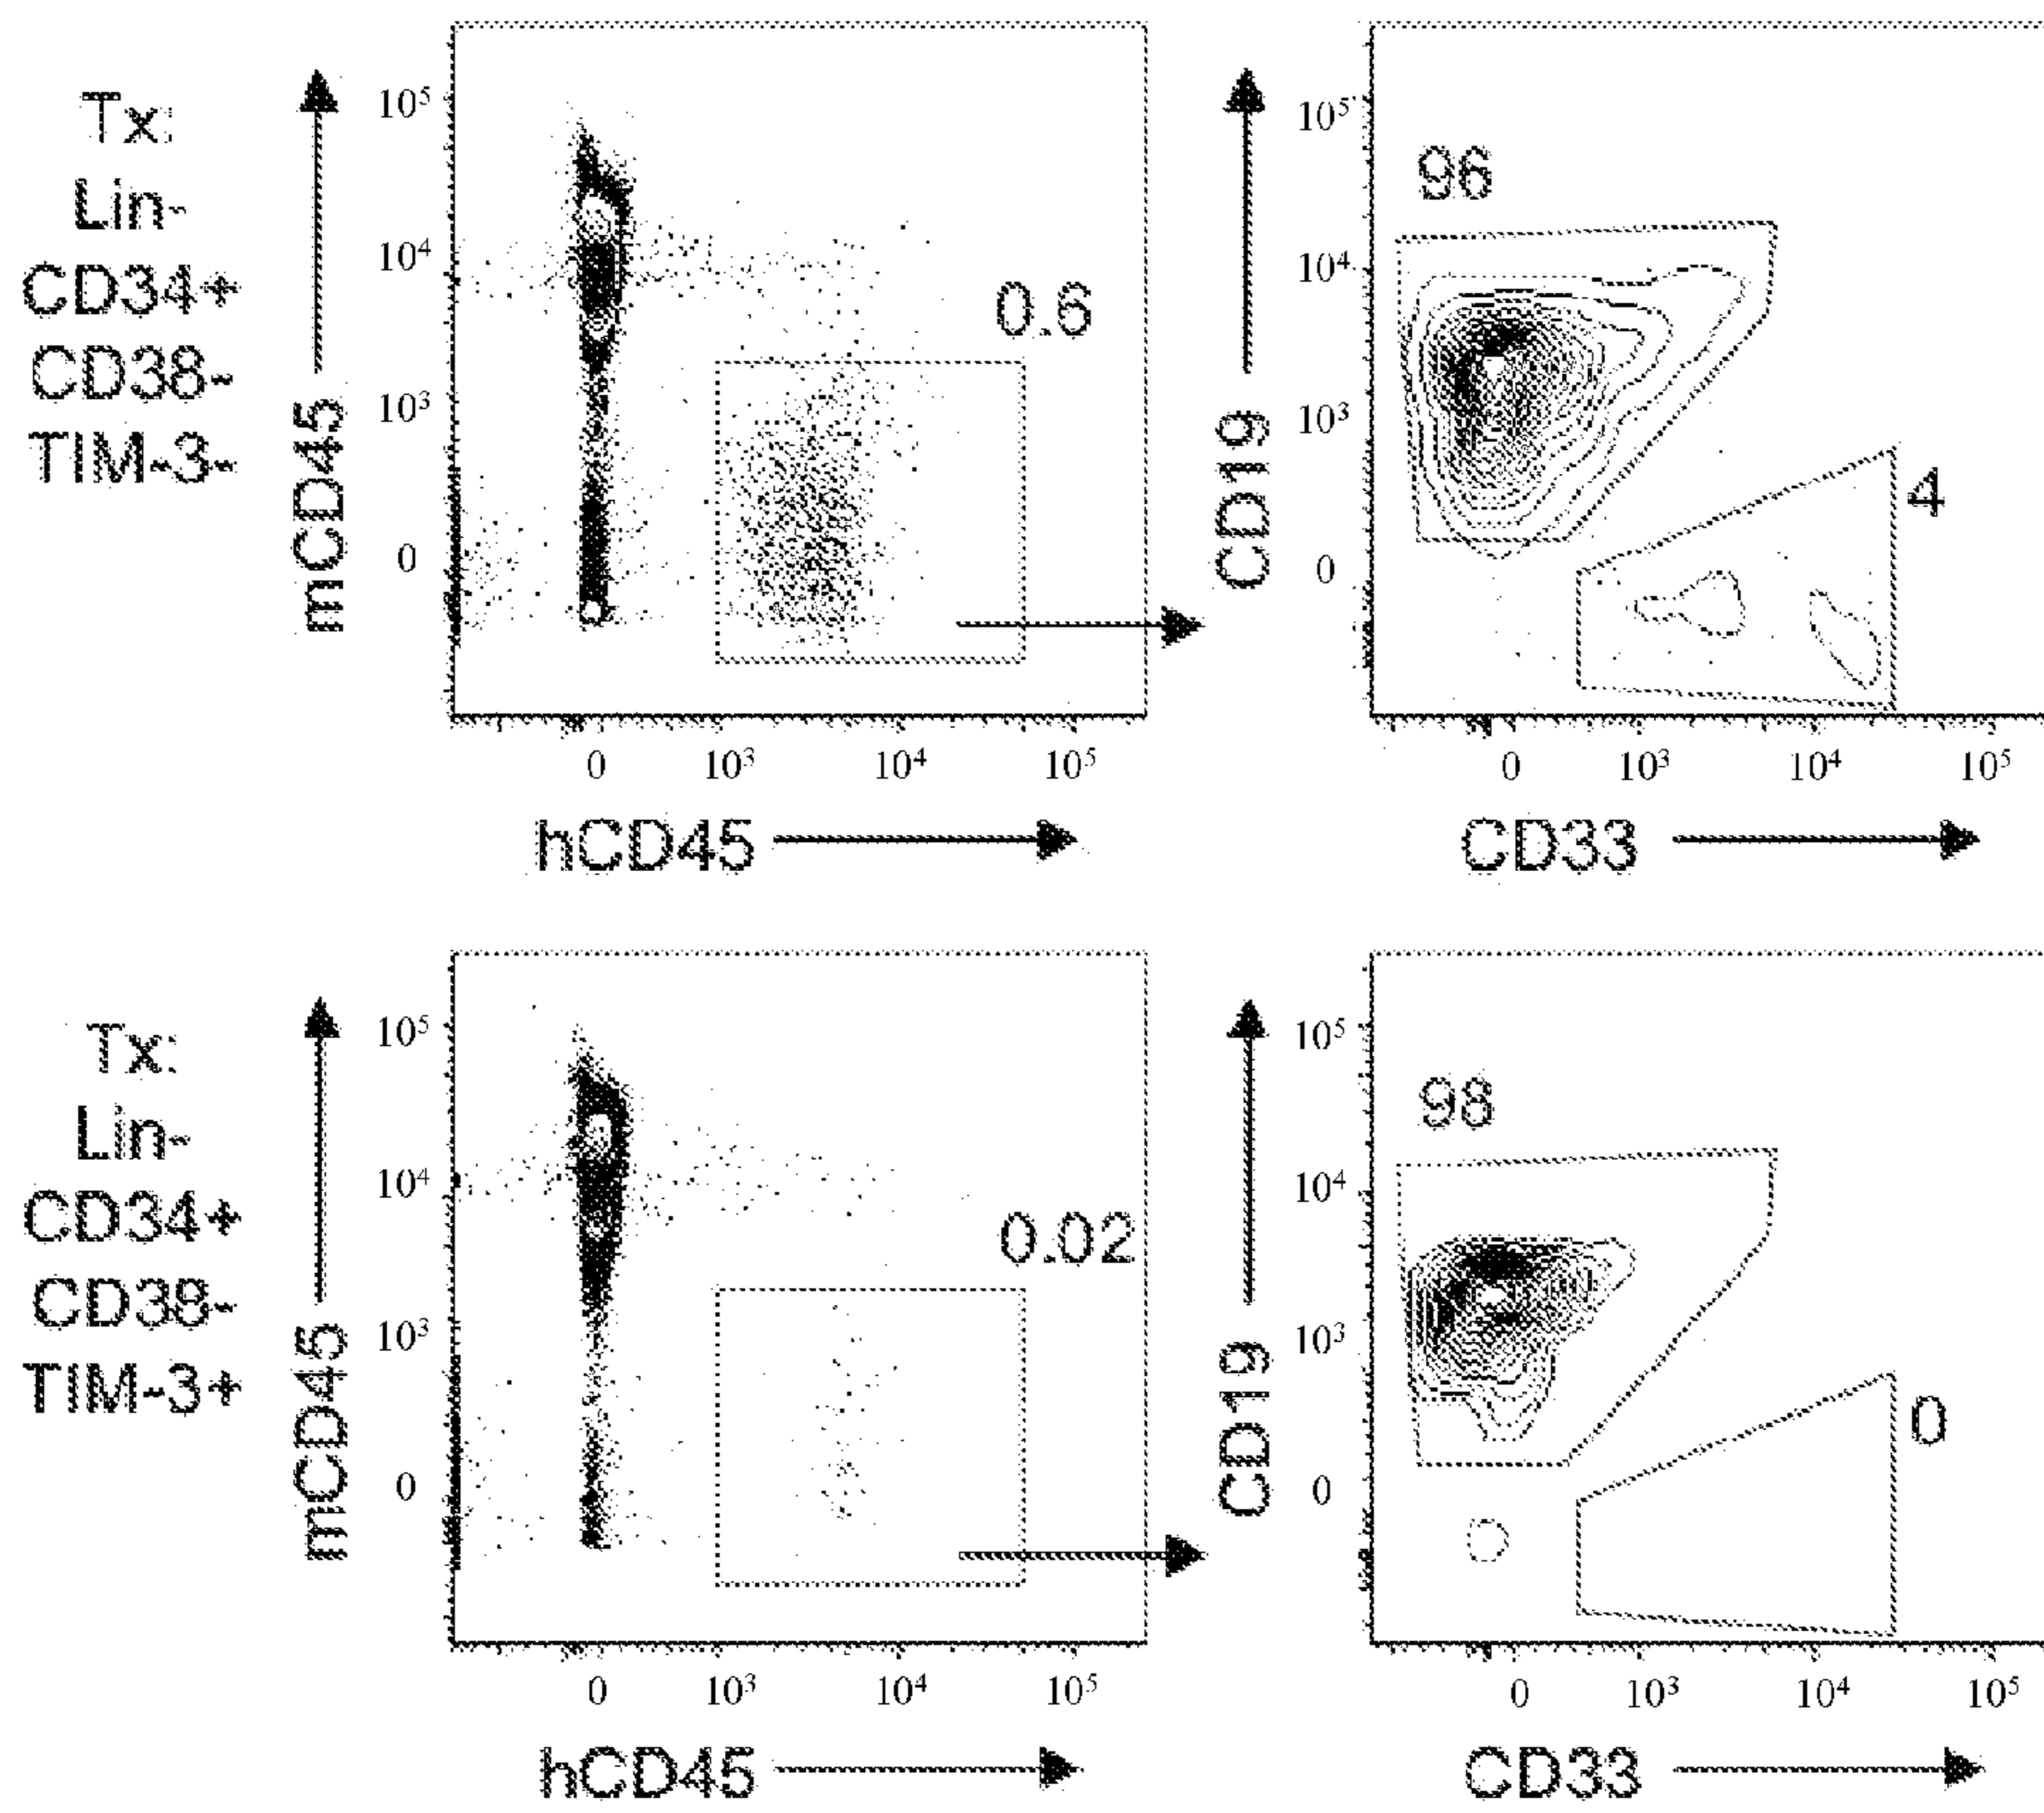 Tx:
Lin-
CD34+
CD38-
TIM-3-
mCD45
10⁵
10⁴
10³
0
0.6
0 10³ 10⁴ 10⁵
hCD45
CD19
10⁵
10⁴
10³
0
96
4
0 10³ 10⁴ 10⁵
CD33
Tx:
Lin-
CD34+
CD38-
TIM-3+
mCD45
10⁵
10⁴
10³
0
0.02
0 10³ 10⁴ 10⁵
hCD45
CD19
10⁵
10⁴
10³
0
98
0
0 10³ 10⁴ 10⁵
CD33